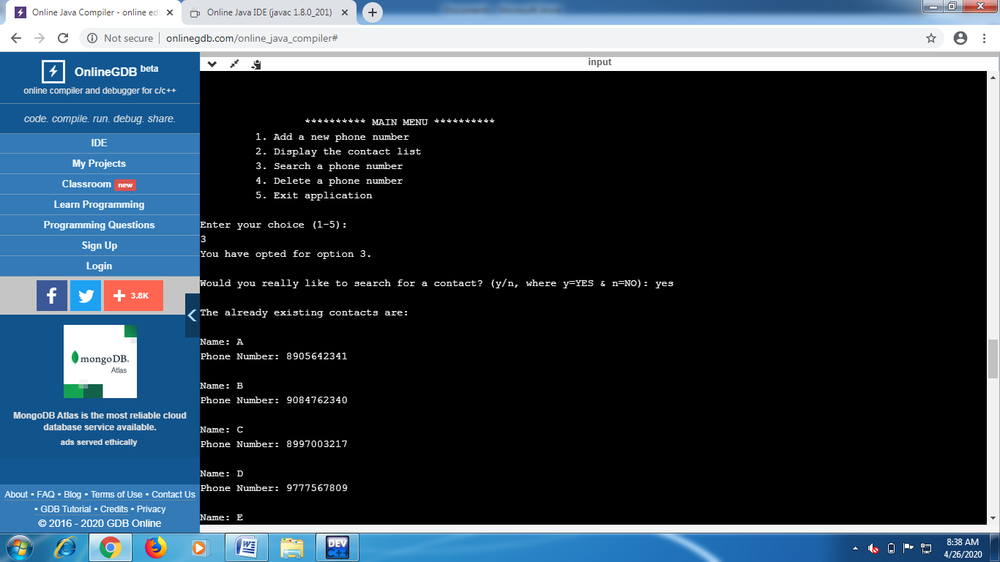 Online Java Compiler - online ed
Online Java IDE (javac 1.8.0_201)
Not secure | onlinegdb.com/online_java_compiler#
OnlineGDB beta
online compiler and debugger for c/c++
code. compile. run. debug. share.
IDE
My Projects
Classroom new
Learn Programming
Programming Questions
Sign Up
Login
f
+ 3.8K
mongoDB.
Atlas
MongoDB Atlas is the most reliable cloud
database service available.
ads served ethically
About • FAQ • Blog • Terms of Use • Contact Us
• GDB Tutorial • Credits • Privacy
© 2016 - 2020 GDB Online
input
********** MAIN MENU **********
1. Add a new phone number
2. Display the contact list
3. Search a phone number
4. Delete a phone number
5. Exit application
Enter your choice (1-5):
3
You have opted for option 3.
Would you really like to search for a contact? (y/n, where y=YES & n=NO): yes
The already existing contacts are:
Name: A
Phone Number: 8905642341
Name: B
Phone Number: 9084762340
Name: C
Phone Number: 8997003217
Name: D
Phone Number: 9777567809
Name: E
W
DEV
C++
8:38 AM
4/26/2020